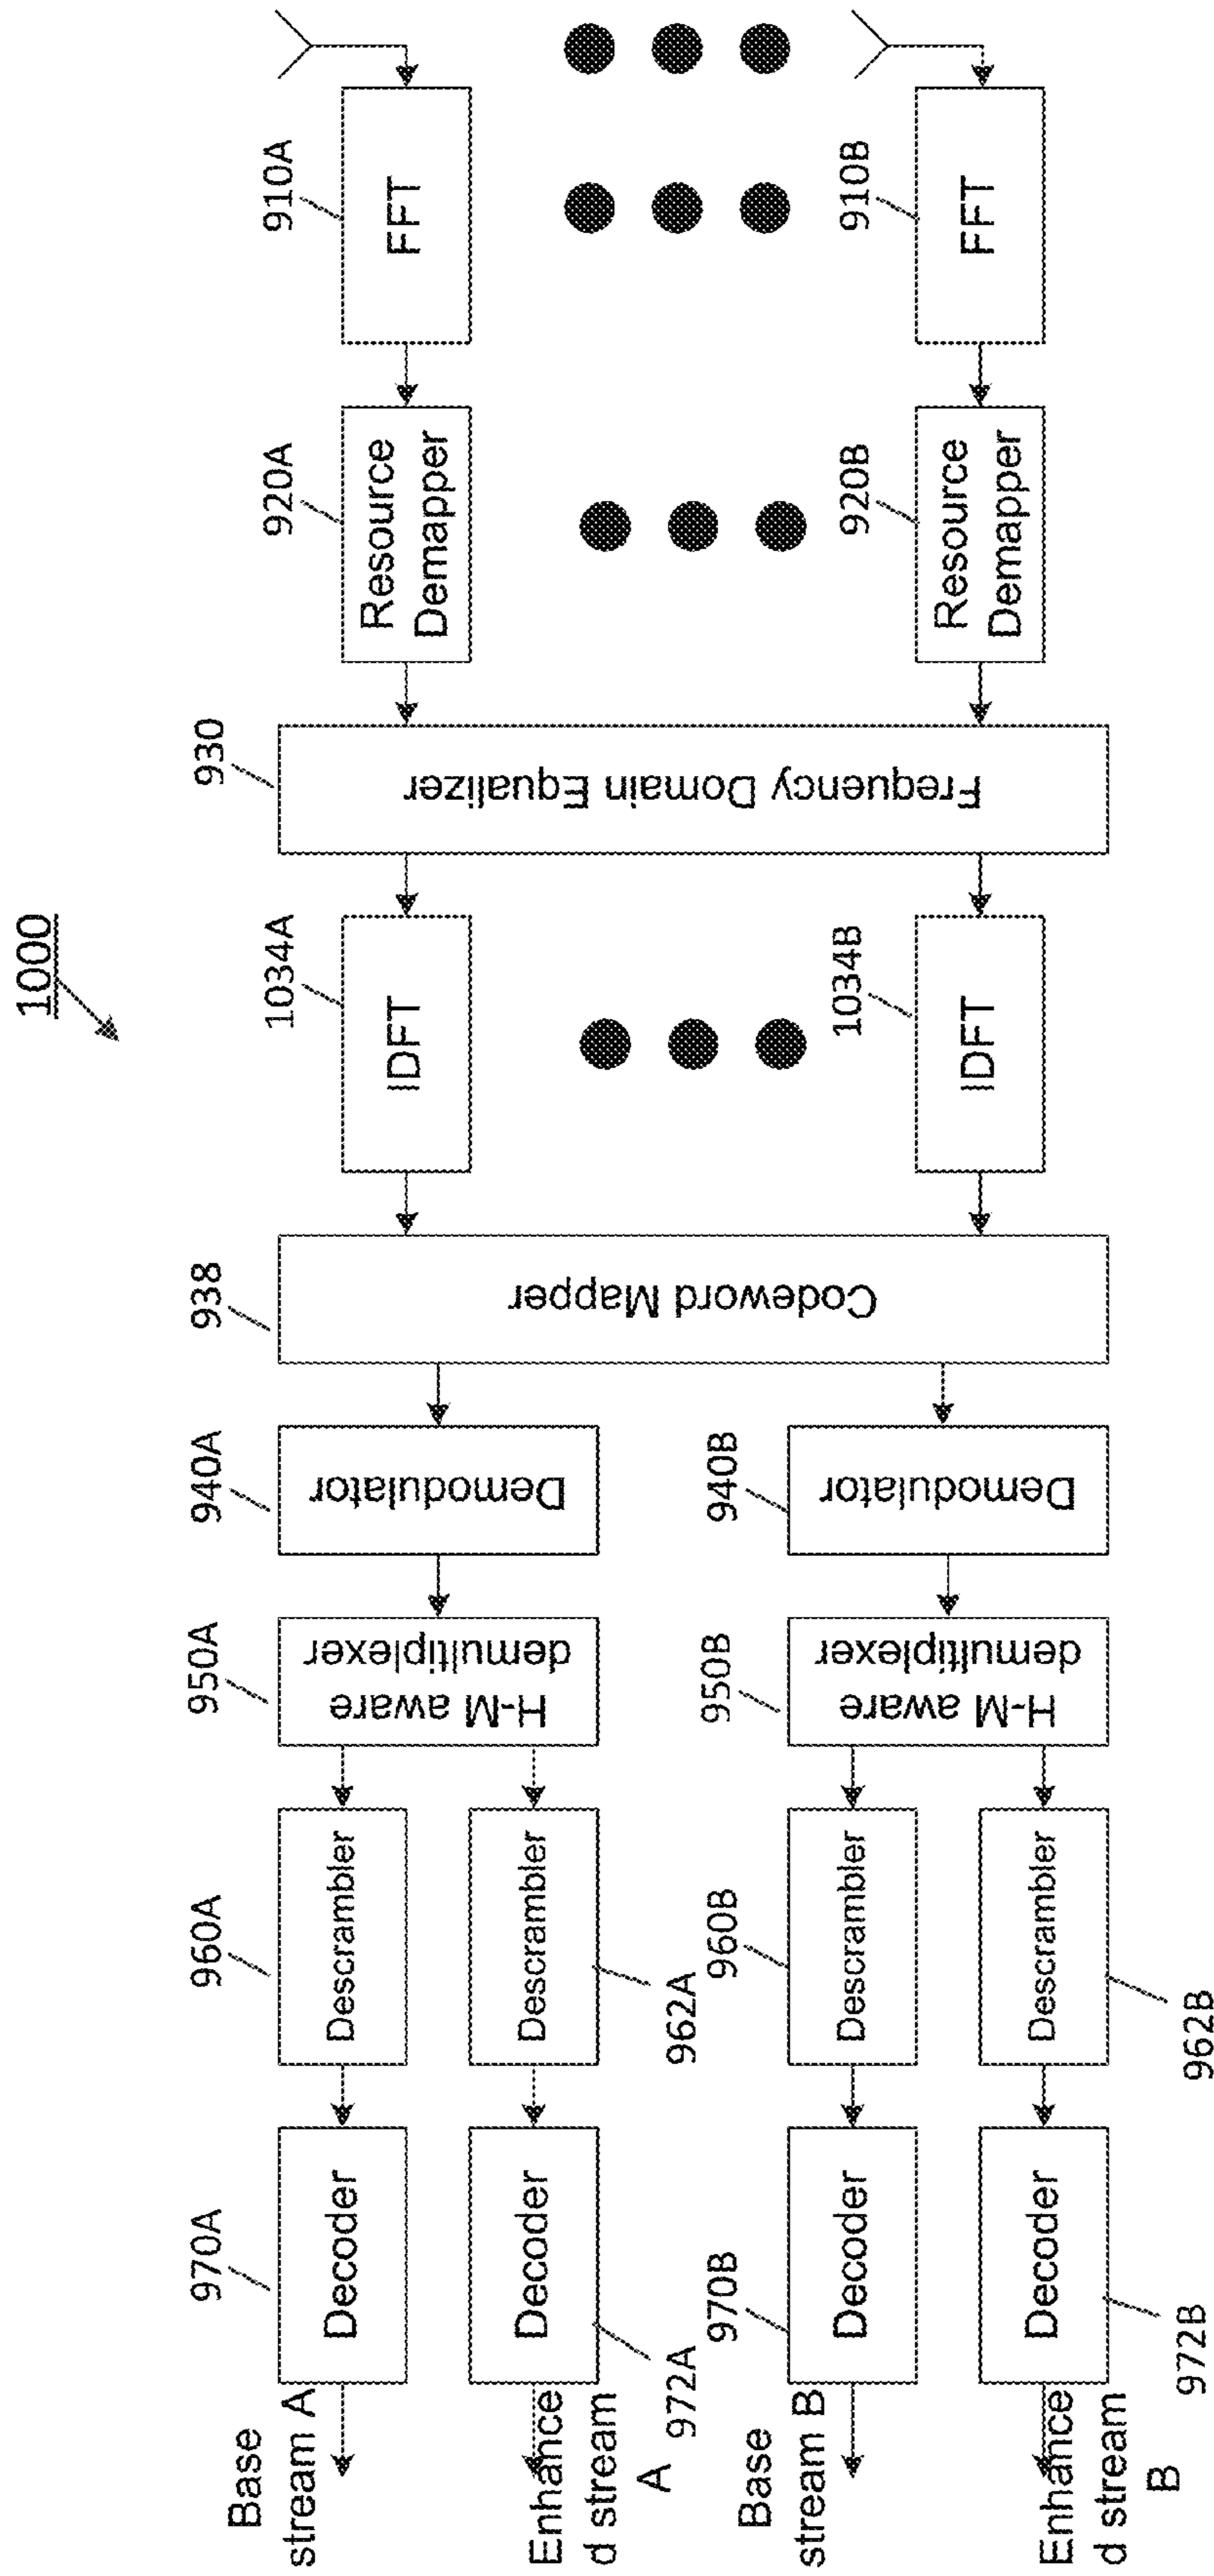 1000
910A
FFT
910B
FFT
920A
Resource
Demapper
920B
Resource
Demapper
930
Frequency Domain Equalizer
1034A
IDFT
1034B
IDFT
938
Codeword Mapper
940A
Demodulator
940B
Demodulator
950A
H-M aware
demultiplexer
950B
H-M aware
demultiplexer
960A
Descrambler
962A
Descrambler
960B
Descrambler
962B
Descrambler
970A
Decoder
972A
Decoder
970B
Decoder
972B
Decoder
Base
stream A
Enhance
d stream
A
Base
stream B
Enhance
d stream
B